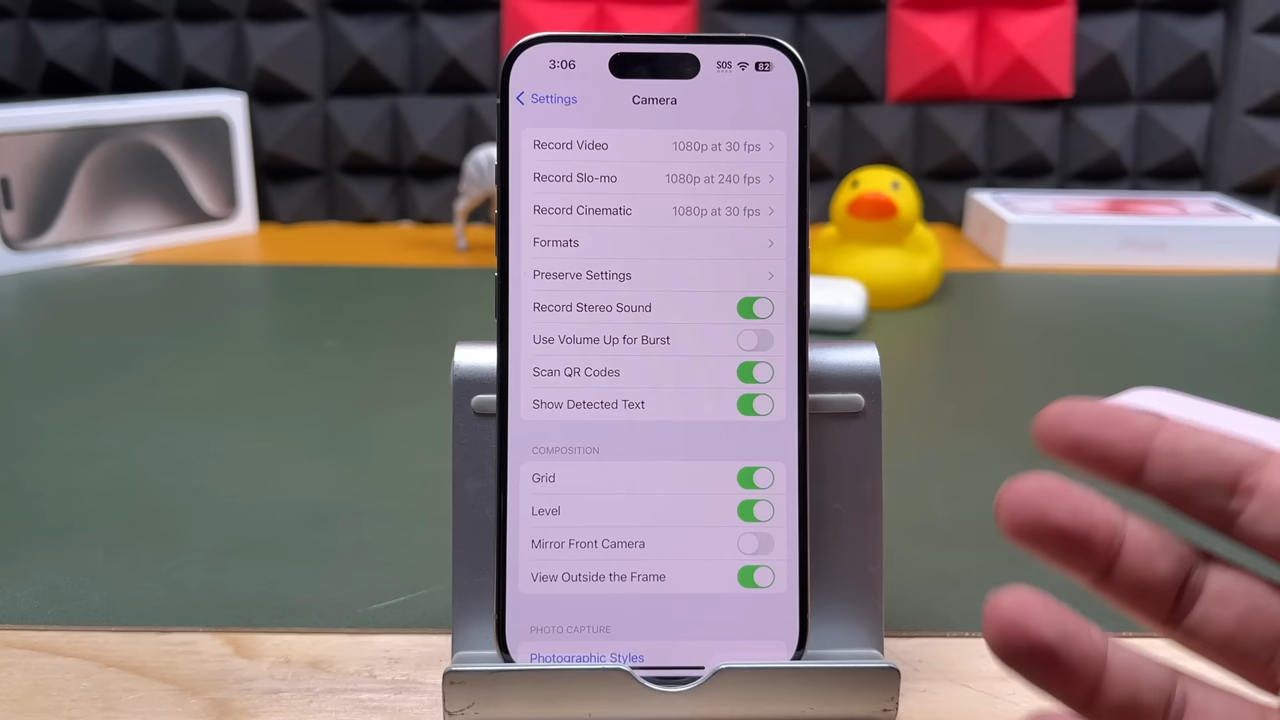 3:06 SOS 82
Settings Camera
Record Video 1080p at 30 fps
Record Slo-mo 1080p at 240 fps
Record Cinematic 1080p at 30 fps
Formats
Preserve Settings
Record Stereo Sound
Use Volume Up for Burst
Scan QR Codes
Show Detected Text
COMPOSITION
Grid
Level
Mirror Front Camera
View Outside the Frame
PHOTO CAPTURE
Photographic Styles